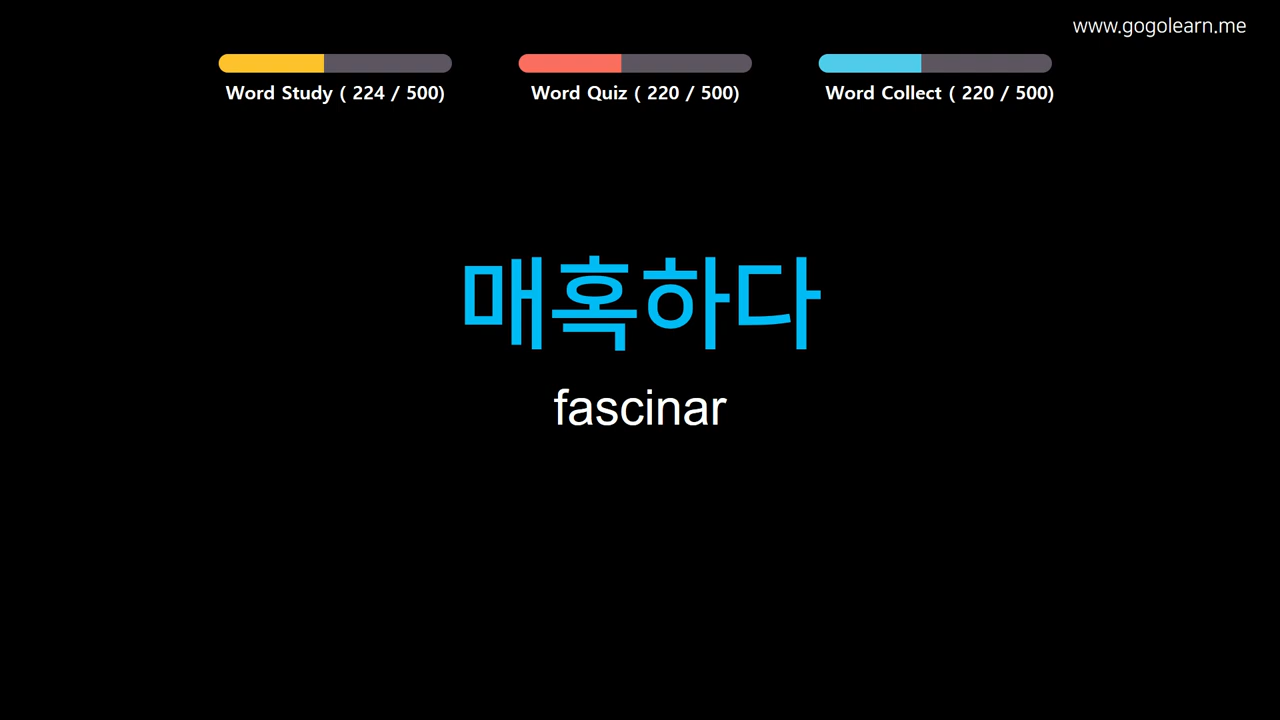 www.gogolearn.me
Word Study ( 224 / 500)
Word Quiz ( 220 / 500)
Word Collect ( 220 / 500)
매혹하다
fascinar